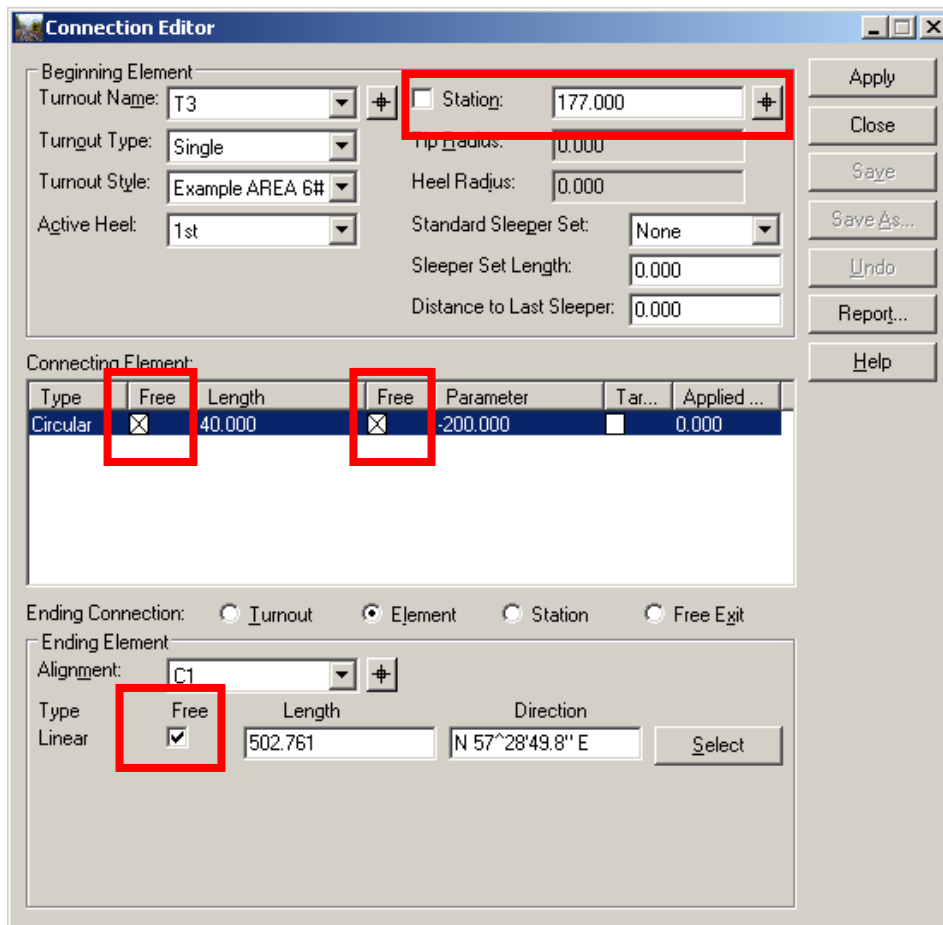 Connection Editor
Beginning Element
Turnout Name: T3
Station: 177.000
Turnout Type: Single
Tip Radius: 0.000
Turnout Style: Example AREA 6#
Heel Radius: 0.000
Active Heel: 1st
Standard Sleeper Set: None
Sleeper Set Length: 0.000
Distance to Last Sleeper: 0.000
Apply
Close
Save
Save As...
Undo
Report...
Help
Connecting Element:
Type Free Length Free Parameter Tar... Applied ...
Circular 40.000 -200.000 0.000
Ending Connection: Turnout Element Station Free Exit
Ending Element
Alignment: C1
Type Free Length Direction
Linear 502.761 N 57^28'49.8" E Select